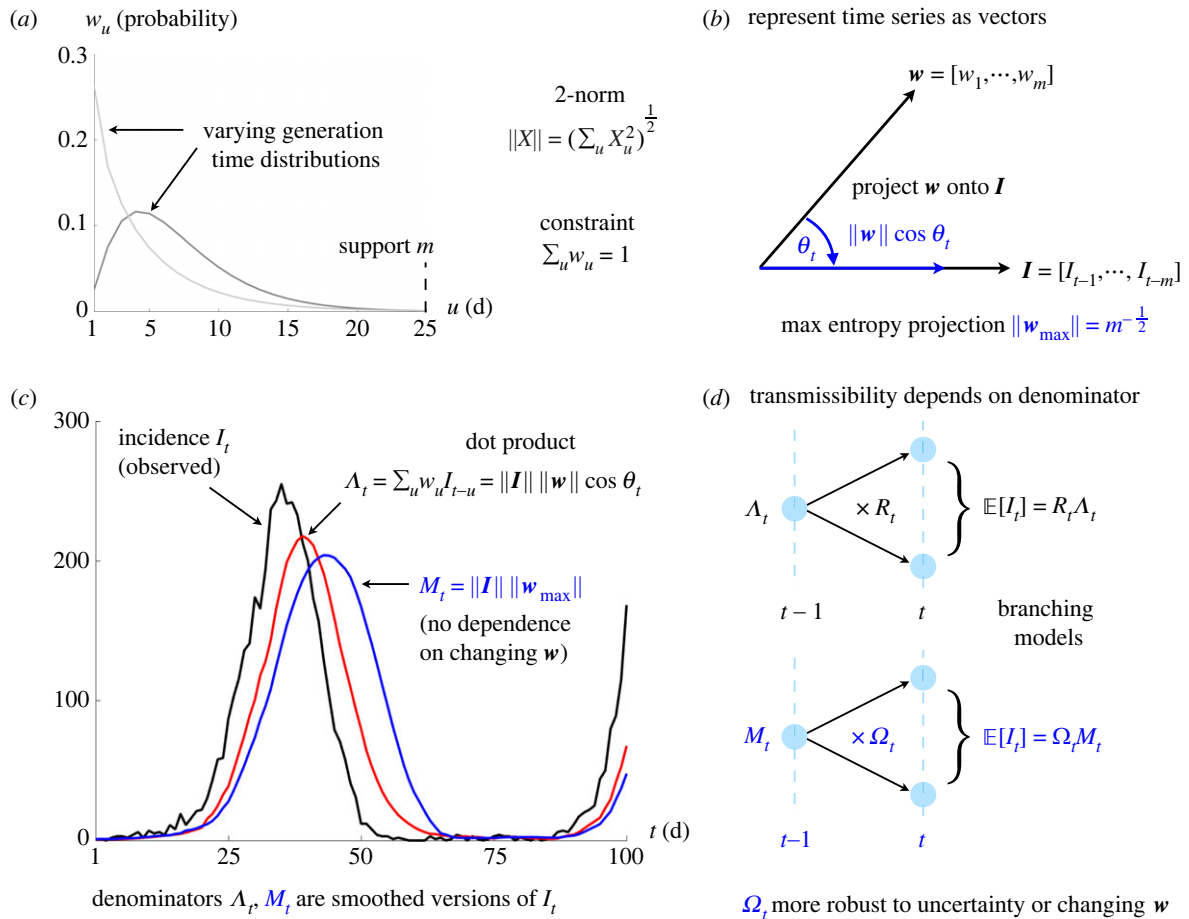 (a)
w_u (probability)
0.3
0.2
0.1
0
1
5
10
15
20
25
u (d)
varying generation
time distributions
support m
2-norm
||X|| = (∑_u X_u^2)^{1/2}
constraint
∑_u w_u = 1
(b) represent time series as vectors
w = [w_1,⋯,w_m]
project w onto I
θ_t
||w|| cos θ_t
I = [I_{t−1},⋯, I_{t−m}]
max entropy projection ||w_max|| = m^{−1/2}
(c)
300
200
100
0
1
25
50
75
100
t (d)
incidence I_t
(observed)
dot product
Λ_t = ∑_u w_u I_{t−u} = ||I|| ||w|| cos θ_t
M_t = ||I|| ||w_max||
(no dependence
on changing w)
denominators Λ_t, M_t are smoothed versions of I_t
(d) transmissibility depends on denominator
Λ_t
× R_t
𝔼[I_t] = R_tΛ_t
t − 1
t
branching
models
M_t
× Ω_t
𝔼[I_t] = Ω_tM_t
t−1
t
Ω_t more robust to uncertainty or changing w